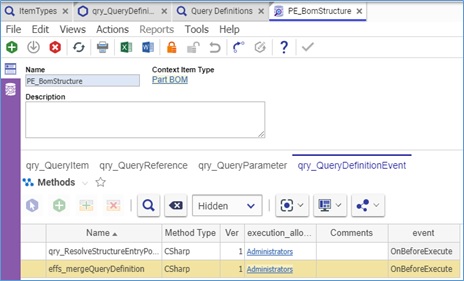 ItemTypes
qry_QueryDefini...
Query Definitions
PE_BomStructure
File Edit Views Actions Reports Tools Help
Name
Context Item Type
PE_BomStructure
Part BOM
Description
qry_QueryItem qry_QueryReference qry_QueryParameter qry_QueryDefinitionEvent
Methods
Hidden
Name Method Type Ver execution_allo... Comments event
qry_ResolveStructureEntryPo... CSharp 1 Administrators OnBeforeExecute
effs_mergeQueryDefinition CSharp 1 Administrators OnBeforeExecute